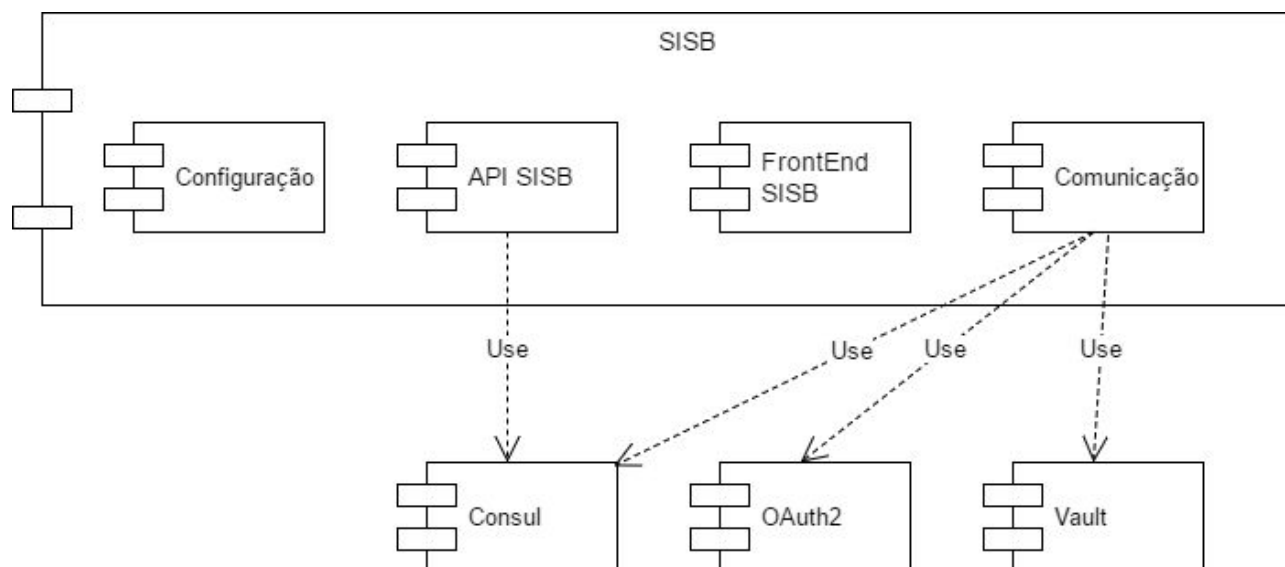 SISB
Configuração
API SISB
FrontEnd
SISB
Comunicação
Use
Use
Use
Use
Consul
OAuth2
Vault